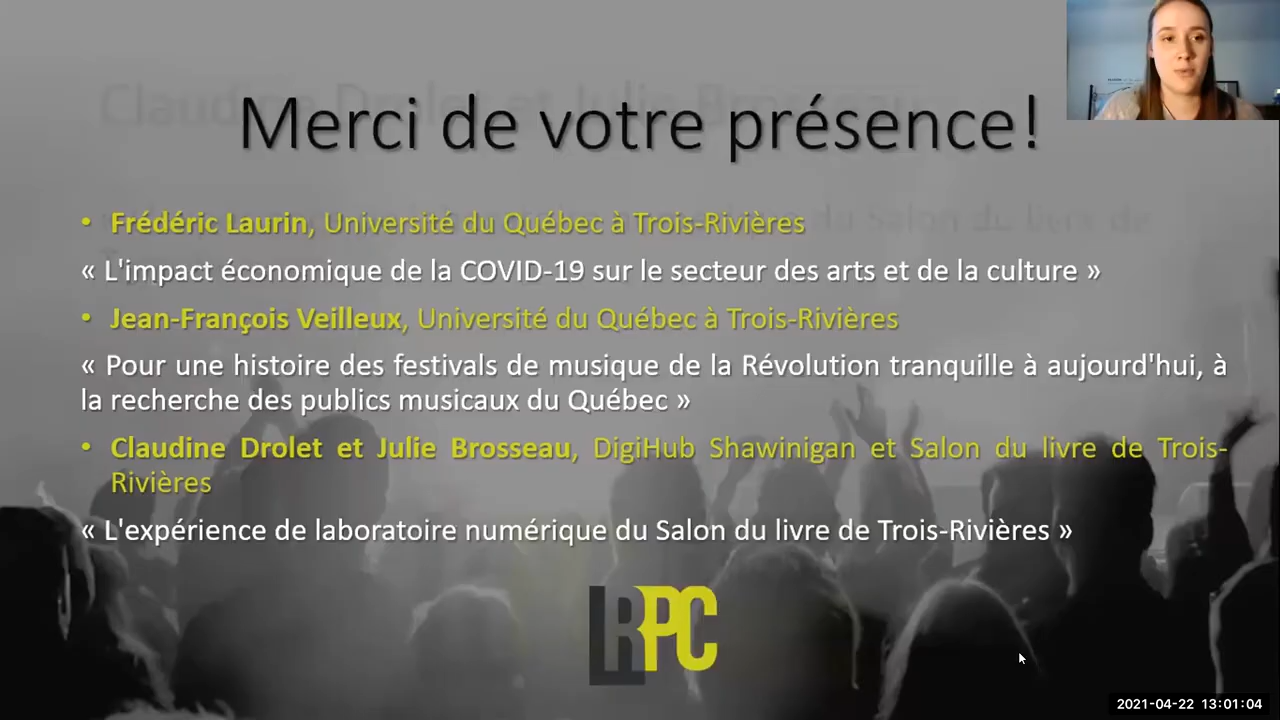 Merci de votre présence!
• Frédéric Laurin, Université du Québec à Trois-Rivières
« L'impact économique de la COVID-19 sur le secteur des arts et de la culture »
• Jean-François Veilleux, Université du Québec à Trois-Rivières
« Pour une histoire des festivals de musique de la Révolution tranquille à aujourd'hui, à
la recherche des publics musicaux du Québec »
• Claudine Drolet et Julie Brosseau, DigiHub Shawinigan et Salon du livre de Trois-
Rivières
« L'expérience de laboratoire numérique du Salon du livre de Trois-Rivières »
LRPC
2021-04-22 13:01:04